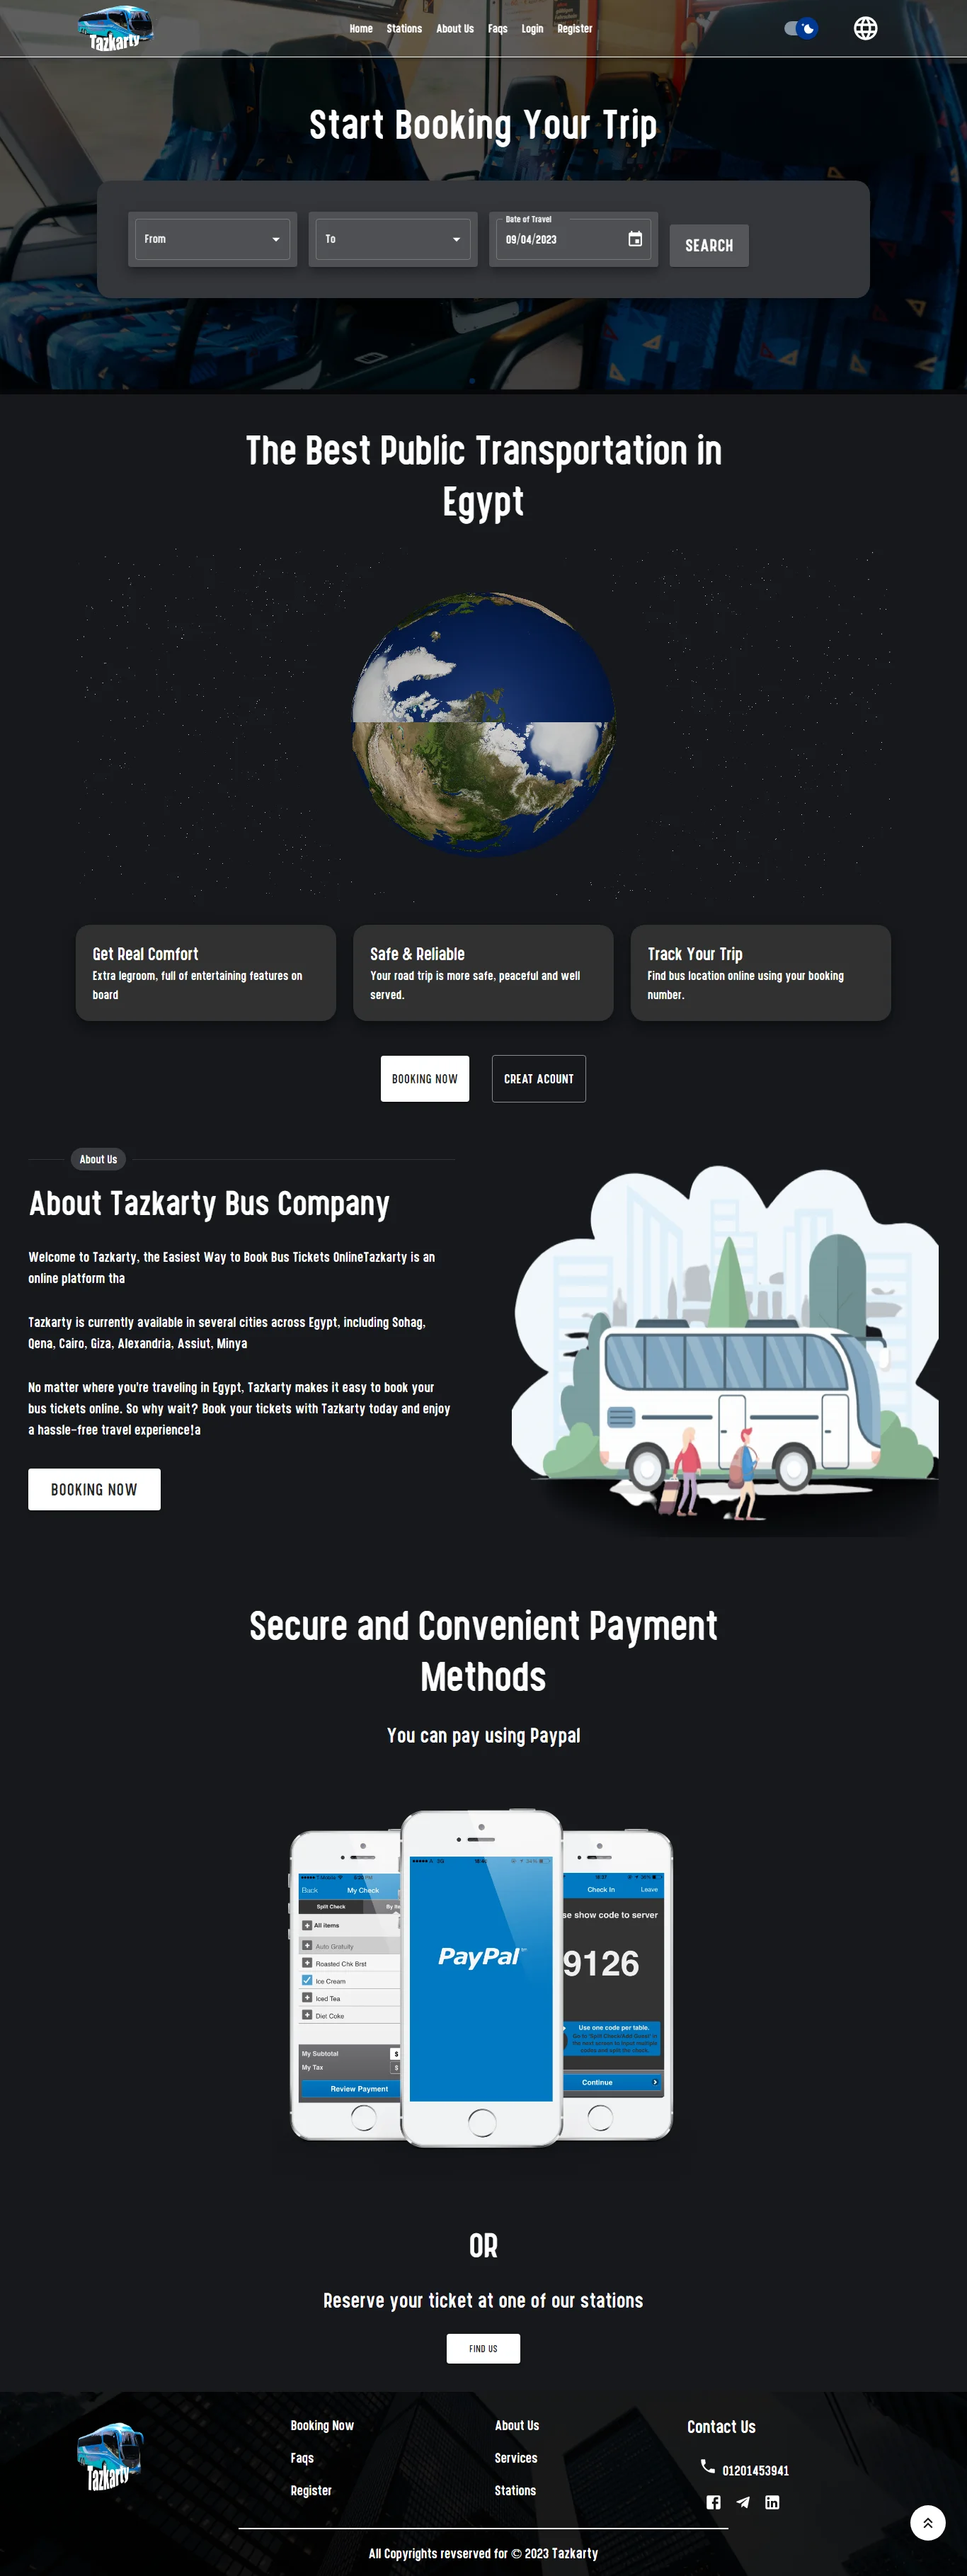 Tazkarty
Home Stations About Us Faqs Login Register
Start Booking Your Trip
From
To
Date of Travel
09/04/2023
SEARCH
The Best Public Transportation in
Egypt
Get Real Comfort
Extra legroom, full of entertaining features on
board
Safe & Reliable
Your road trip is more safe, peaceful and well
served.
Track Your Trip
Find bus location online using your booking
number.
BOOKING NOW
CREAT ACOUNT
About Us
About Tazkarty Bus Company
Welcome to Tazkarty, the Easiest Way to Book Bus Tickets OnlineTazkarty is an
online platform tha
Tazkarty is currently available in several cities across Egypt, including Sohag,
Qena, Cairo, Giza, Alexandria, Assiut, Minya
No matter where you're traveling in Egypt, Tazkarty makes it easy to book your
bus tickets online. So why wait? Book your tickets with Tazkarty today and enjoy
a hassle-free travel experience!a
BOOKING NOW
Secure and Convenient Payment
Methods
You can pay using Paypal
Back My Check
Split Check
All items
Auto Gratuity
Roasted Chk Brst
Ice Cream
Iced Tea
Diet Coke
My Subtotal $
My Tax $
Review Payment
PayPal
Check In Leave
se show code to server
9126
Use one code per table.
Continue
OR
Reserve your ticket at one of our stations
FIND US
Tazkarty
Booking Now
Faqs
Register
About Us
Services
Stations
Contact Us
01201453941
All Copyrights revserved for © 2023 Tazkarty